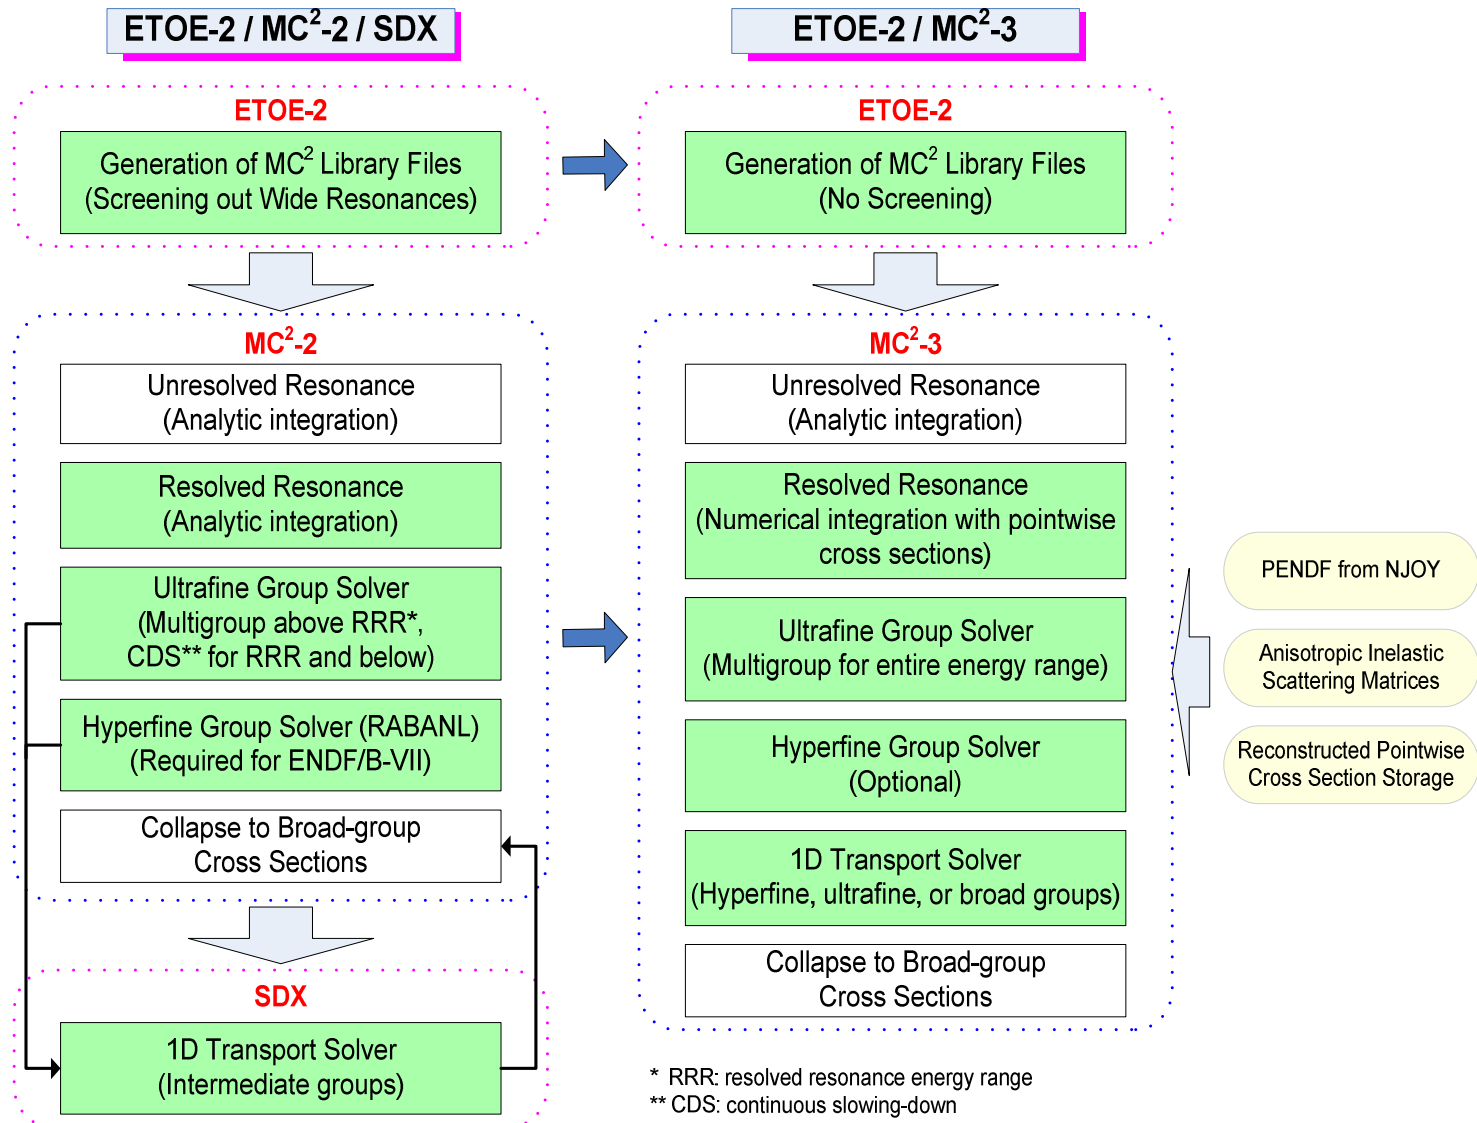 ETOE-2 / MC²-2 / SDX
ETOE-2
Generation of MC² Library Files
(Screening out Wide Resonances)
MC²-2
Unresolved Resonance
(Analytic integration)
Resolved Resonance
(Analytic integration)
Ultrafine Group Solver
(Multigroup above RRR*,
CDS** for RRR and below)
Hyperfine Group Solver (RABANL)
(Required for ENDF/B-VII)
Collapse to Broad-group
Cross Sections
SDX
1D Transport Solver
(Intermediate groups)
ETOE-2 / MC²-3
ETOE-2
Generation of MC² Library Files
(No Screening)
MC²-3
Unresolved Resonance
(Analytic integration)
Resolved Resonance
(Numerical integration with pointwise
cross sections)
Ultrafine Group Solver
(Multigroup for entire energy range)
Hyperfine Group Solver
(Optional)
1D Transport Solver
(Hyperfine, ultrafine, or broad groups)
Collapse to Broad-group
Cross Sections
PENDF from NJOY
Anisotropic Inelastic
Scattering Matrices
Reconstructed Pointwise
Cross Section Storage
* RRR: resolved resonance energy range
** CDS: continuous slowing-down